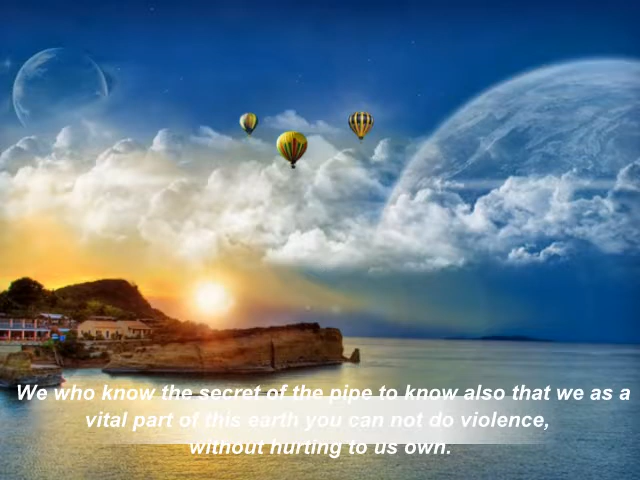 We who know the secret of the pipe to know also that we as a
vital part of this earth you can not do violence,
without hurting to us own.